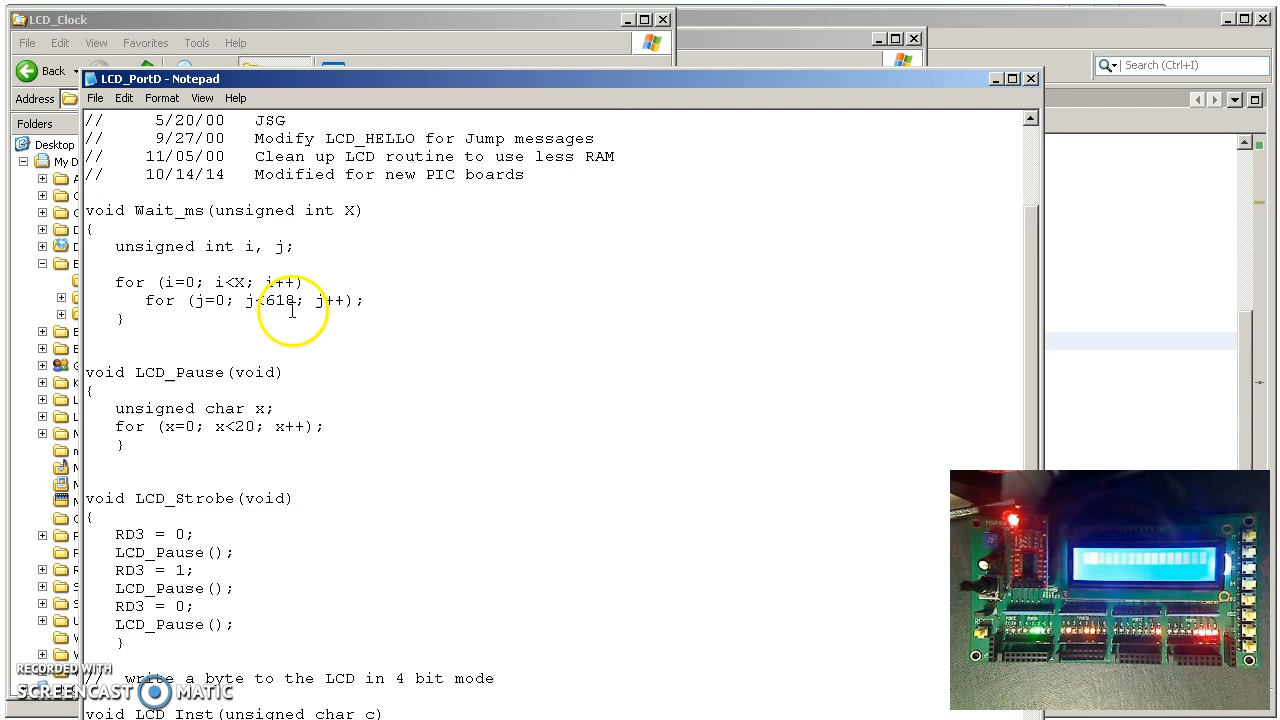 LCD_Clock
File Edit View Favorites Tools Help
Back
Search (Ctrl+I)
Address
Folders
Desktop
My D
LCD_PortD - Notepad
File Edit Format View Help
// 5/20/00 JSG
// 9/27/00 Modify LCD_HELLO for Jump messages
// 11/05/00 Clean up LCD routine to use less RAM
// 10/14/14 Modified for new PIC boards
void Wait_ms(unsigned int X)
{
unsigned int i, j;
for (i=0; i<X; i++)
for (j=0; j<618; j++);
}
void LCD_Pause(void)
{
unsigned char x;
for (x=0; x<20; x++);
}
void LCD_Strobe(void)
{
RD3 = 0;
LCD_Pause();
RD3 = 1;
LCD_Pause();
RD3 = 0;
LCD_Pause();
}
// write a byte to the LCD in 4 bit mode
void LCD_Inst(unsigned char c)
RECORDED WITH
SCREENCAST MATIC